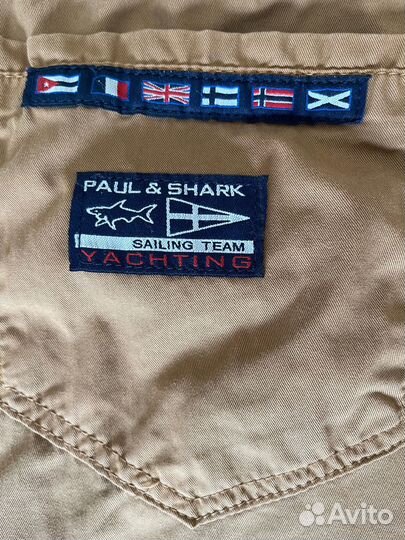 PAUL & SHARK
SAILING TEAM
YACHTING
Avito